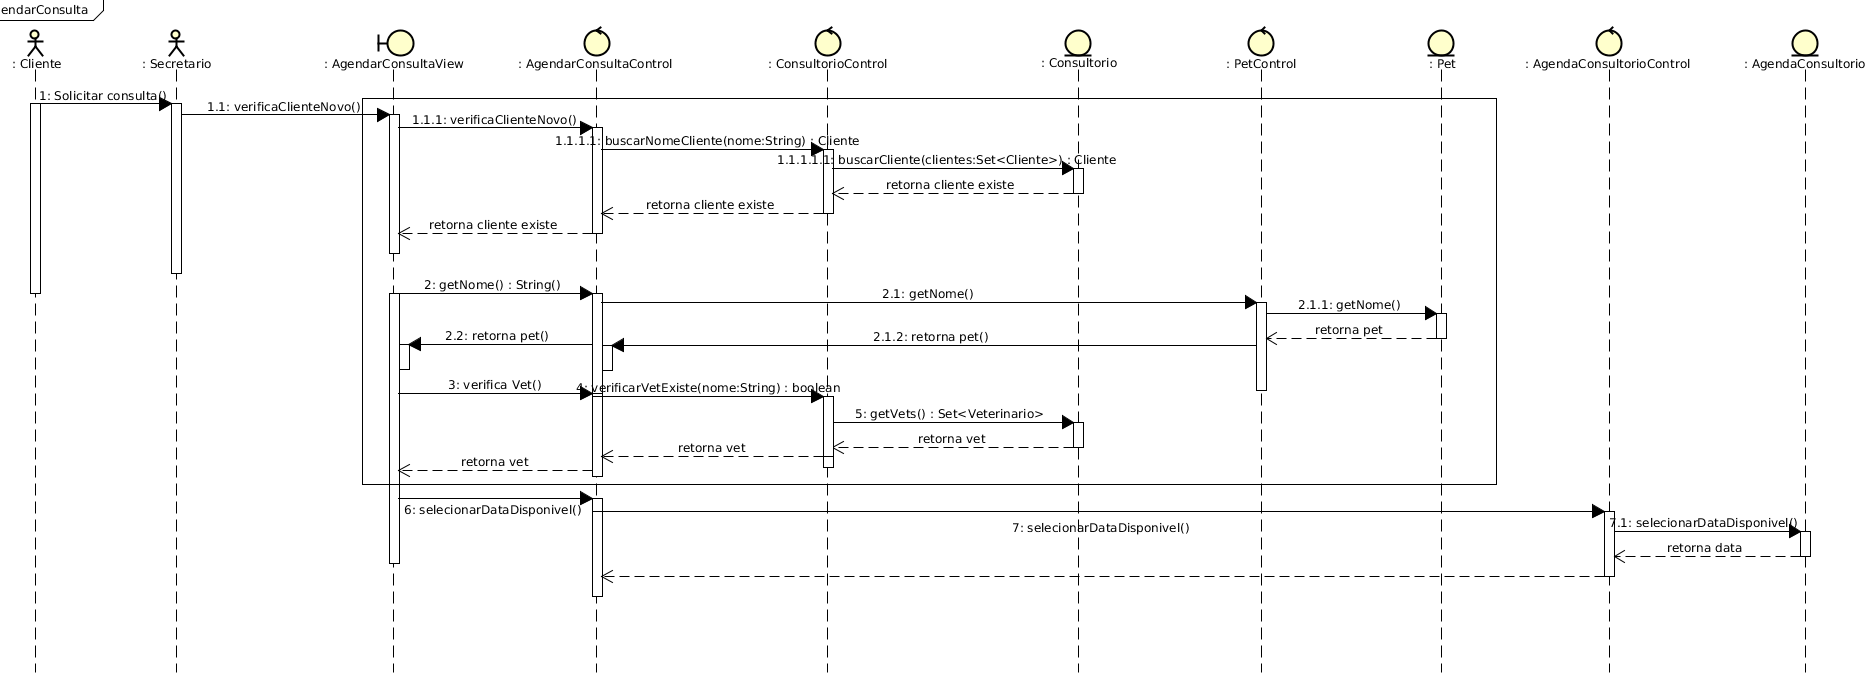 endarConsulta
: Cliente
: Secretario
: AgendarConsultaView
: AgendarConsultaControl
: ConsultorioControl
: Consultorio
: PetControl
: Pet
: AgendaConsultorioControl
: AgendaConsultorio
1: Solicitar consulta()
1.1: verificaClienteNovo()
1.1.1: verificaClienteNovo()
1.1.1.1: buscarNomeCliente(nome:String) : Cliente
1.1.1.1.1: buscarCliente(clientes:Set<Cliente>) : Cliente
retorna cliente existe
retorna cliente existe
retorna cliente existe
2: getNome() : String()
2.1: getNome()
2.1.1: getNome()
retorna pet
2.2: retorna pet()
2.1.2: retorna pet()
3: verifica Vet()
4: verificarVetExiste(nome:String) : boolean
5: getVets() : Set<Veterinario>
retorna vet
retorna vet
retorna vet
6: selecionarDataDisponivel()
7: selecionarDataDisponivel()
7.1: selecionarDataDisponivel()
retorna data